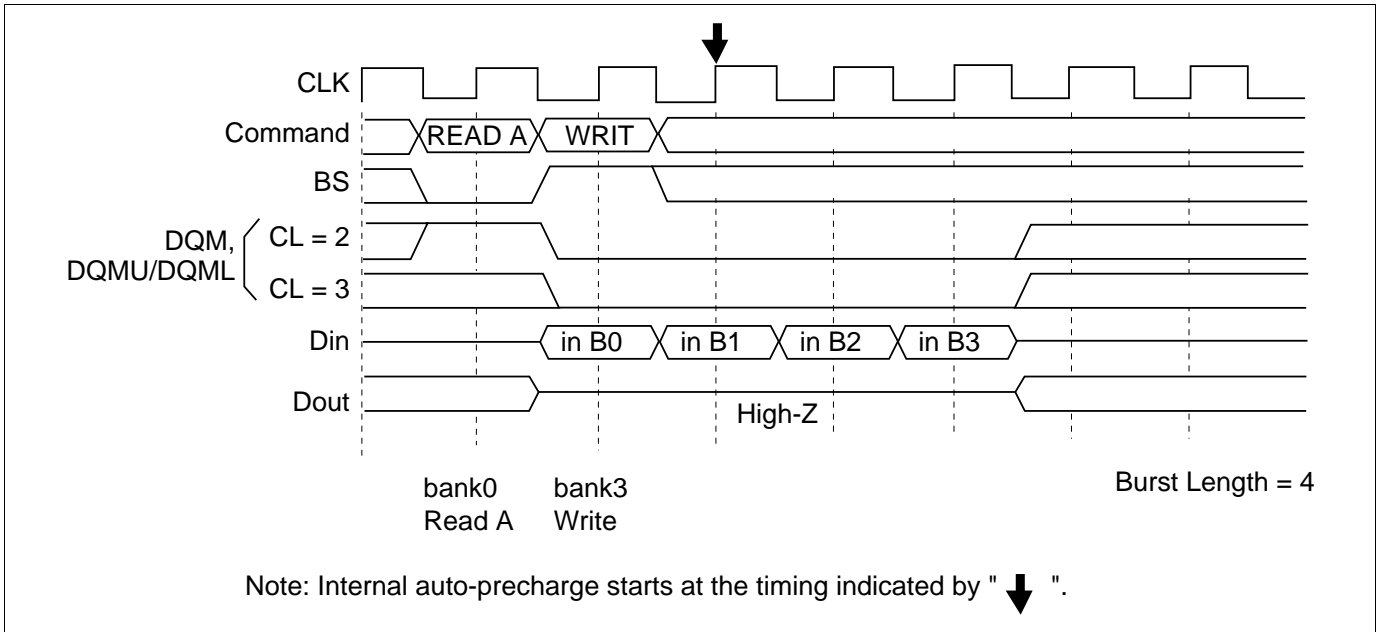 CLK
Command READ A WRIT
BS
DQM, CL = 2
DQMU/DQML
CL = 3
Din in B0 in B1 in B2 in B3
Dout
High-Z
bank0 bank3 Burst Length = 4
Read A Write
Note: Internal auto-precharge starts at the timing indicated by " ".